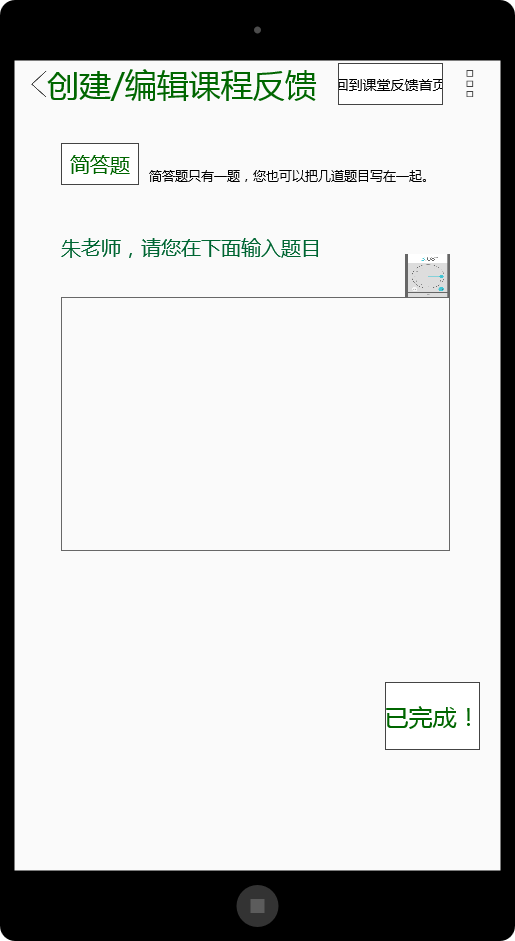 创建/编辑课程反馈
回到课堂反馈首页
简答题
简答题只有一题，您也可以把几道题目写在一起。
朱老师，请您在下面输入题目
已完成！